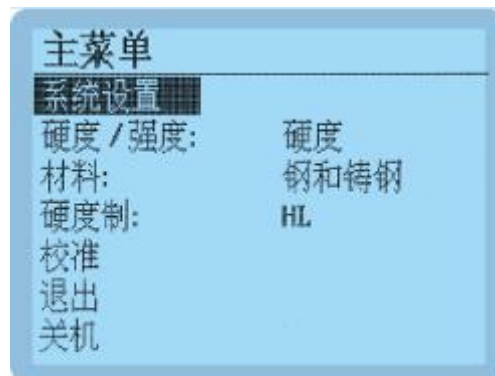 主菜单
系统设置
硬度/强度: 硬度
材料: 钢和铸钢
硬度制: HL
校准
退出
关机